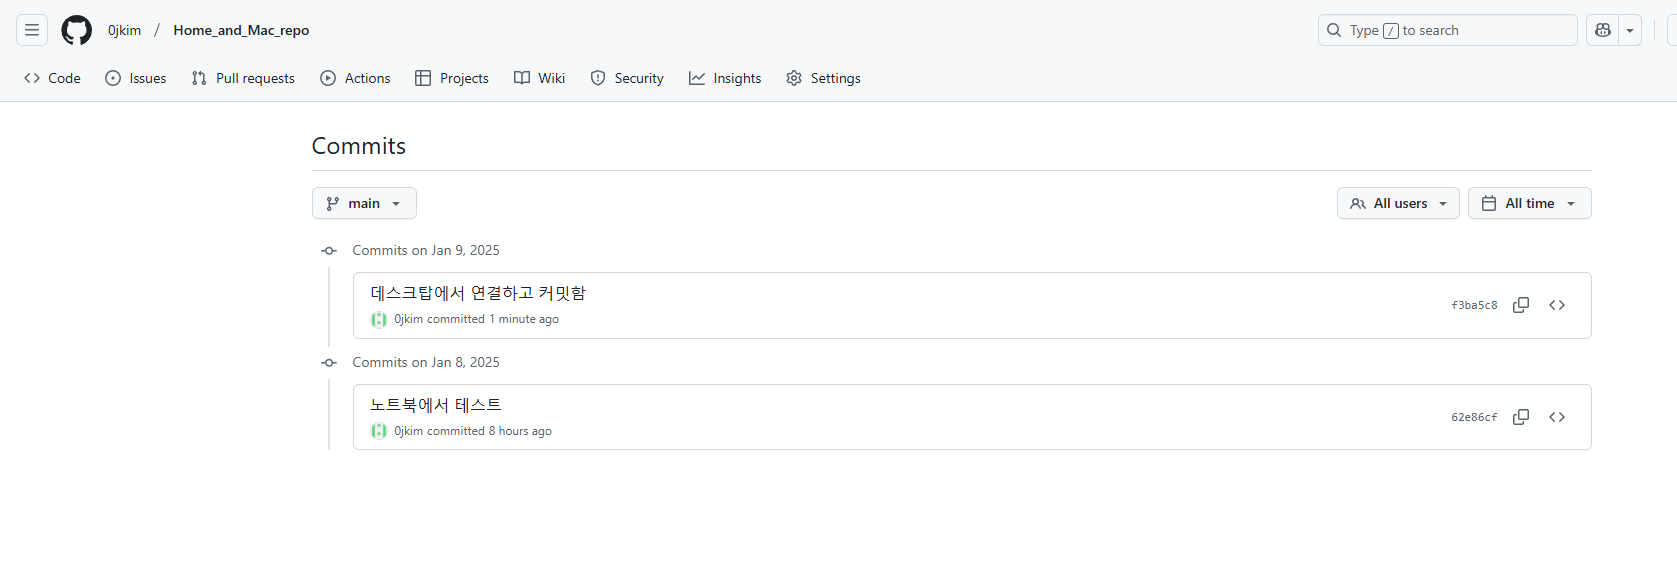 0jkim / Home_and_Mac_repo
Type / to search
Code Issues Pull requests Actions Projects Wiki Security Insights Settings
Commits
main
All users All time
Commits on Jan 9, 2025
데스크탑에서 연결하고 커밋함
f3ba5c8
0jkim committed 1 minute ago
Commits on Jan 8, 2025
노트북에서 테스트
62e86cf
0jkim committed 8 hours ago